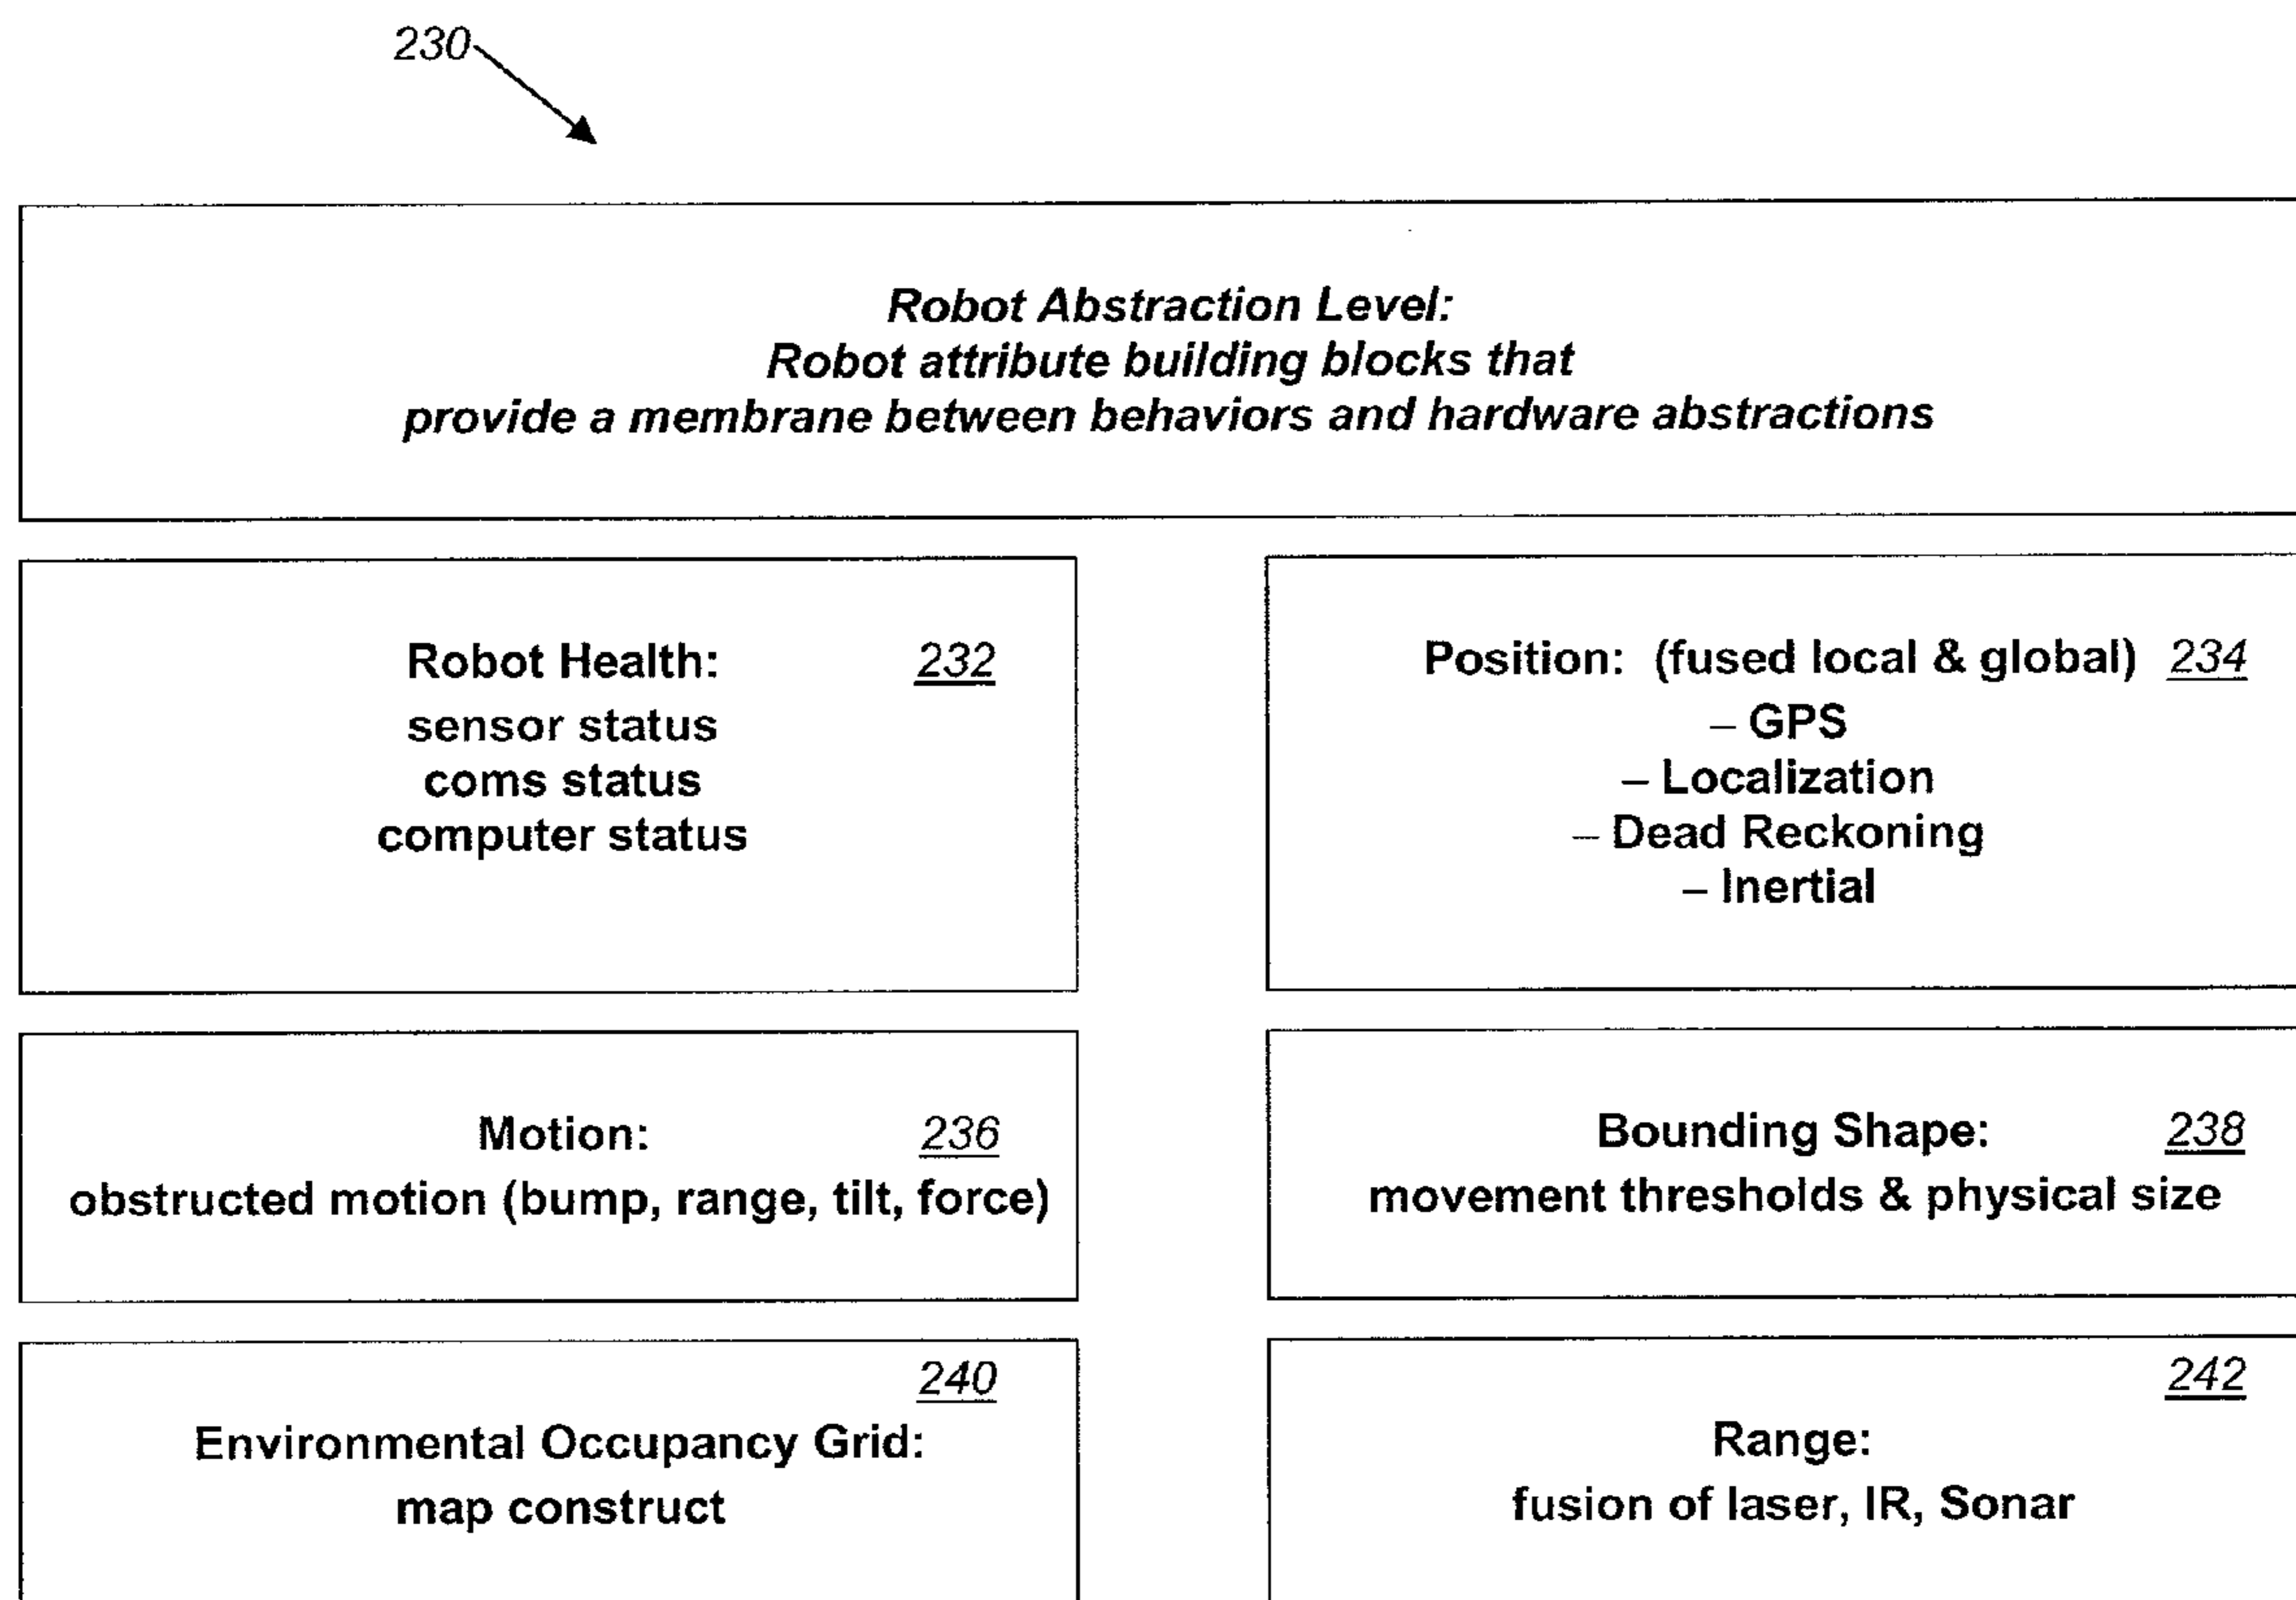 230
Robot Abstraction Level:
Robot attribute building blocks that
provide a membrane between behaviors and hardware abstractions
Robot Health: 232
sensor status
coms status
computer status
Position: (fused local & global) 234
– GPS
– Localization
– Dead Reckoning
– Inertial
Motion: 236
obstructed motion (bump, range, tilt, force)
Bounding Shape: 238
movement thresholds & physical size
240
Environmental Occupancy Grid:
map construct
242
Range:
fusion of laser, IR, Sonar